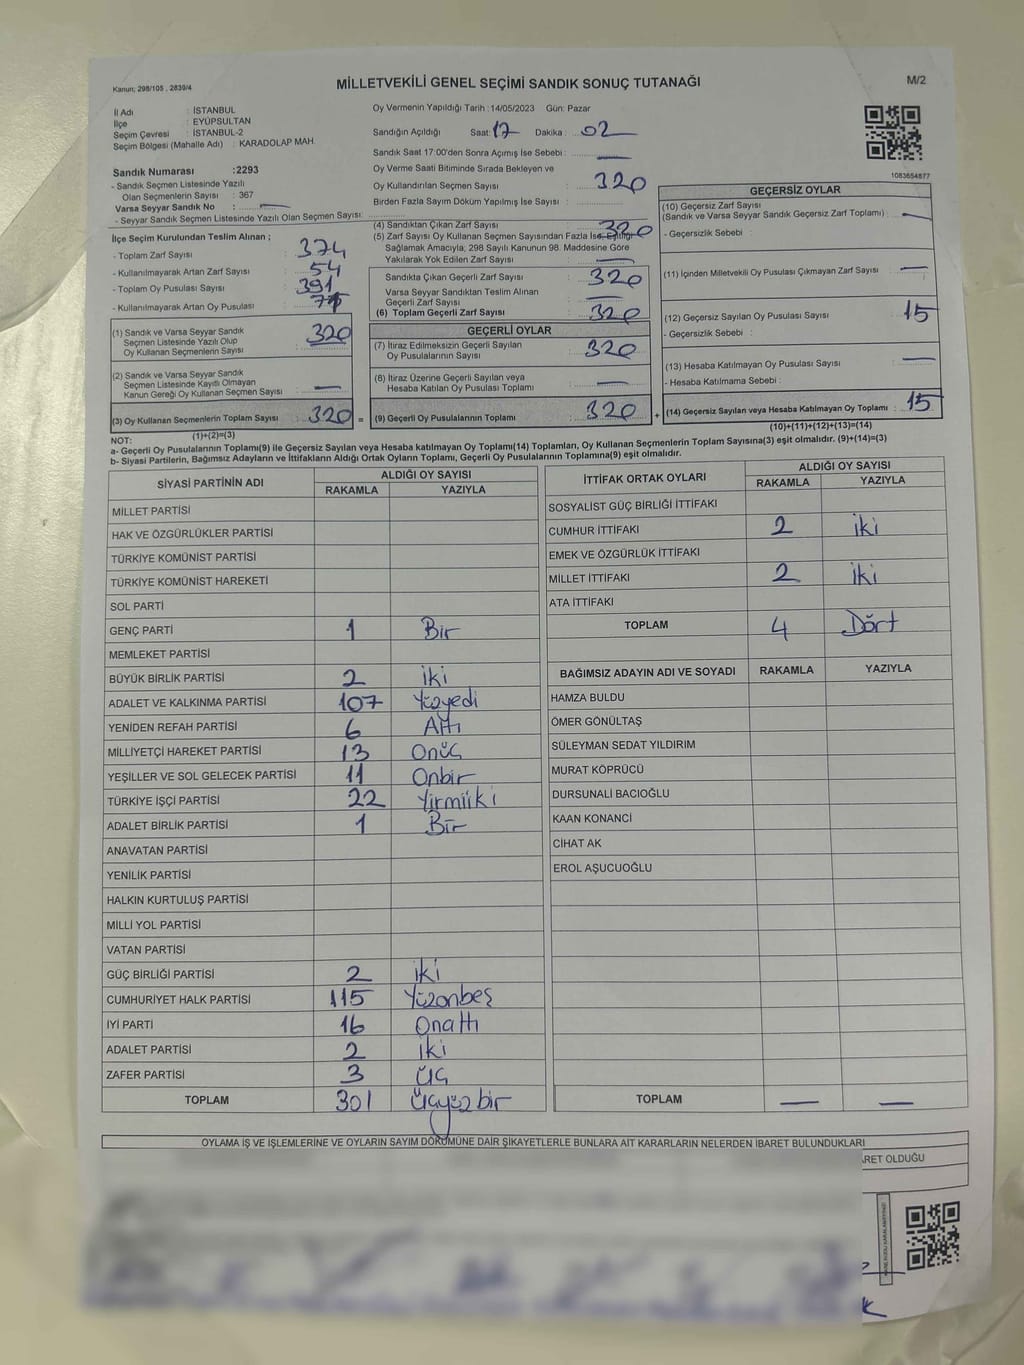 Kanun; 298/105 , 2839/4
MİLLETVEKİLİ GENEL SEÇİMİ SANDIK SONUÇ TUTANAĞI
M/2
İl Adı : İSTANBUL
İlçe : EYÜPSULTAN
Seçim Çevresi : İSTANBUL-2
Seçim Bölgesi (Mahalle Adı) : KARADOLAP MAH.
Sandık Numarası :2293
- Sandık Seçmen Listesinde Yazılı
Olan Seçmenlerin Sayısı : 367
Varsa Seyyar Sandık No : —
- Seyyar Sandık Seçmen Listesinde Yazılı Olan Seçmen Sayısı:
Oy Vermenin Yapıldığı Tarih :14/05/2023 Gün: Pazar
Sandığın Açıldığı Saat: 17 Dakika : 02
Sandık Saat 17:00'den Sonra Açımış İse Sebebi : —
Oy Verme Saati Bitiminde Sırada Bekleyen ve
Oy Kullandırılan Seçmen Sayısı : 320
Birden Fazla Sayım Döküm Yapılmış İse Sayısı :
1083654877
İlçe Seçim Kurulundan Teslim Alınan ;
- Toplam Zarf Sayısı : 374
- Kullanılmayarak Artan Zarf Sayısı : 54
- Toplam Oy Pusulası Sayısı : 391
- Kullanılmayarak Artan Oy Pusulası :
(1) Sandık ve Varsa Seyyar Sandık
Seçmen Listesinde Yazılı Olup
Oy Kullanan Seçmenlerin Sayısı : 320
(2) Sandık ve Varsa Seyyar Sandık
Seçmen Listesinde Kayıtlı Olmayan
Kanun Gereği Oy Kullanan Seçmen Sayısı : —
(3) Oy Kullanan Seçmenlerin Toplam Sayısı : 320 =
(1)+(2)=(3)
(4) Sandıktan Çıkan Zarf Sayısı : 320
(5) Zarf Sayısı Oy Kullanan Seçmen Sayısından Fazla İse, Eşitliği
Sağlamak Amacıyla; 298 Sayılı Kanunun 98. Maddesine Göre
Yakılarak Yok Edilen Zarf Sayısı : —
Sandıkta Çıkan Geçerli Zarf Sayısı : 320
Varsa Seyyar Sandıktan Teslim Alınan
Geçerli Zarf Sayısı : —
(6) Toplam Geçerli Zarf Sayısı : 320
GEÇERLİ OYLAR
(7) İtiraz Edilmeksizin Geçerli Sayılan
Oy Pusulalarının Sayısı : 320
(8) İtiraz Üzerine Geçerli Sayılan veya
Hesaba Katılan Oy Pusulası Toplamı : —
(9) Geçerli Oy Pusulalarının Toplamı : 320 +
GEÇERSİZ OYLAR
(10) Geçersiz Zarf Sayısı
(Sandık ve Varsa Seyyar Sandık Geçersiz Zarf Toplamı) : —
- Geçersizlik Sebebi :
(11) İçinden Milletvekili Oy Pusulası Çıkmayan Zarf Sayısı : —
(12) Geçersiz Sayılan Oy Pusulası Sayısı : 15
- Geçersizlik Sebebi :
(13) Hesaba Katılmayan Oy Pusulası Sayısı : —
- Hesaba Katılmama Sebebi :
(14) Geçersiz Sayılan veya Hesaba Katılmayan Oy Toplamı : 15
(10)+(11)+(12)+(13)=(14)
NOT:
a- Geçerli Oy Pusulalarının Toplamı(9) ile Geçersiz Sayılan veya Hesaba katılmayan Oy Toplamı(14) Toplamları, Oy Kullanan Seçmenlerin Toplam Sayısına(3) eşit olmalıdır. (9)+(14)=(3)
b- Siyasi Partilerin, Bağımsız Adayların ve İttifakların Aldığı Ortak Oyların Toplamı, Geçerli Oy Pusulalarının Toplamına(9) eşit olmalıdır.
SİYASİ PARTİNİN ADI ALDIĞI OY SAYISI
RAKAMLA YAZIYLA
MİLLET PARTİSİ
HAK VE ÖZGÜRLÜKLER PARTİSİ
TÜRKİYE KOMÜNİST PARTİSİ
TÜRKİYE KOMÜNİST HAREKETİ
SOL PARTİ
GENÇ PARTİ 1 Bir
MEMLEKET PARTİSİ
BÜYÜK BİRLİK PARTİSİ 2 iki
ADALET VE KALKINMA PARTİSİ 107 Yüzyedi
YENİDEN REFAH PARTİSİ 6 Altı
MİLLİYETÇİ HAREKET PARTİSİ 13 Onüç
YEŞİLLER VE SOL GELECEK PARTİSİ 11 Onbir
TÜRKİYE İŞÇİ PARTİSİ 22 Yirmiiki
ADALET BİRLİK PARTİSİ 1 Bir
ANAVATAN PARTİSİ
YENİLİK PARTİSİ
HALKIN KURTULUŞ PARTİSİ
MİLLİ YOL PARTİSİ
VATAN PARTİSİ
GÜÇ BİRLİĞİ PARTİSİ 2 iki
CUMHURİYET HALK PARTİSİ 115 Yüzonbeş
İYİ PARTİ 16 Onaltı
ADALET PARTİSİ 2 iki
ZAFER PARTİSİ 3 üç
TOPLAM 301 Üçyüzbir
İTTİFAK ORTAK OYLARI ALDIĞI OY SAYISI
RAKAMLA YAZIYLA
SOSYALİST GÜÇ BİRLİĞİ İTTİFAKI
CUMHUR İTTİFAKI 2 iki
EMEK VE ÖZGÜRLÜK İTTİFAKI
MİLLET İTTİFAKI 2 iki
ATA İTTİFAKI
TOPLAM 4 Dört
BAĞIMSIZ ADAYIN ADI VE SOYADI RAKAMLA YAZIYLA
HAMZA BULDU
ÖMER GÖNÜLTAŞ
SÜLEYMAN SEDAT YILDIRIM
MURAT KÖPRÜCÜ
DURSUNALİ BACIOĞLU
KAAN KONANCİ
CİHAT AK
EROL AŞUCUOĞLU
TOPLAM — —
OYLAMA İŞ VE İŞLEMLERİNE VE OYLARIN SAYIM DÖKÜMÜNE DAİR ŞİKAYETLERLE BUNLARA AİT KARARLARIN NELERDEN İBARET BULUNDUKLARI
OLDUĞU